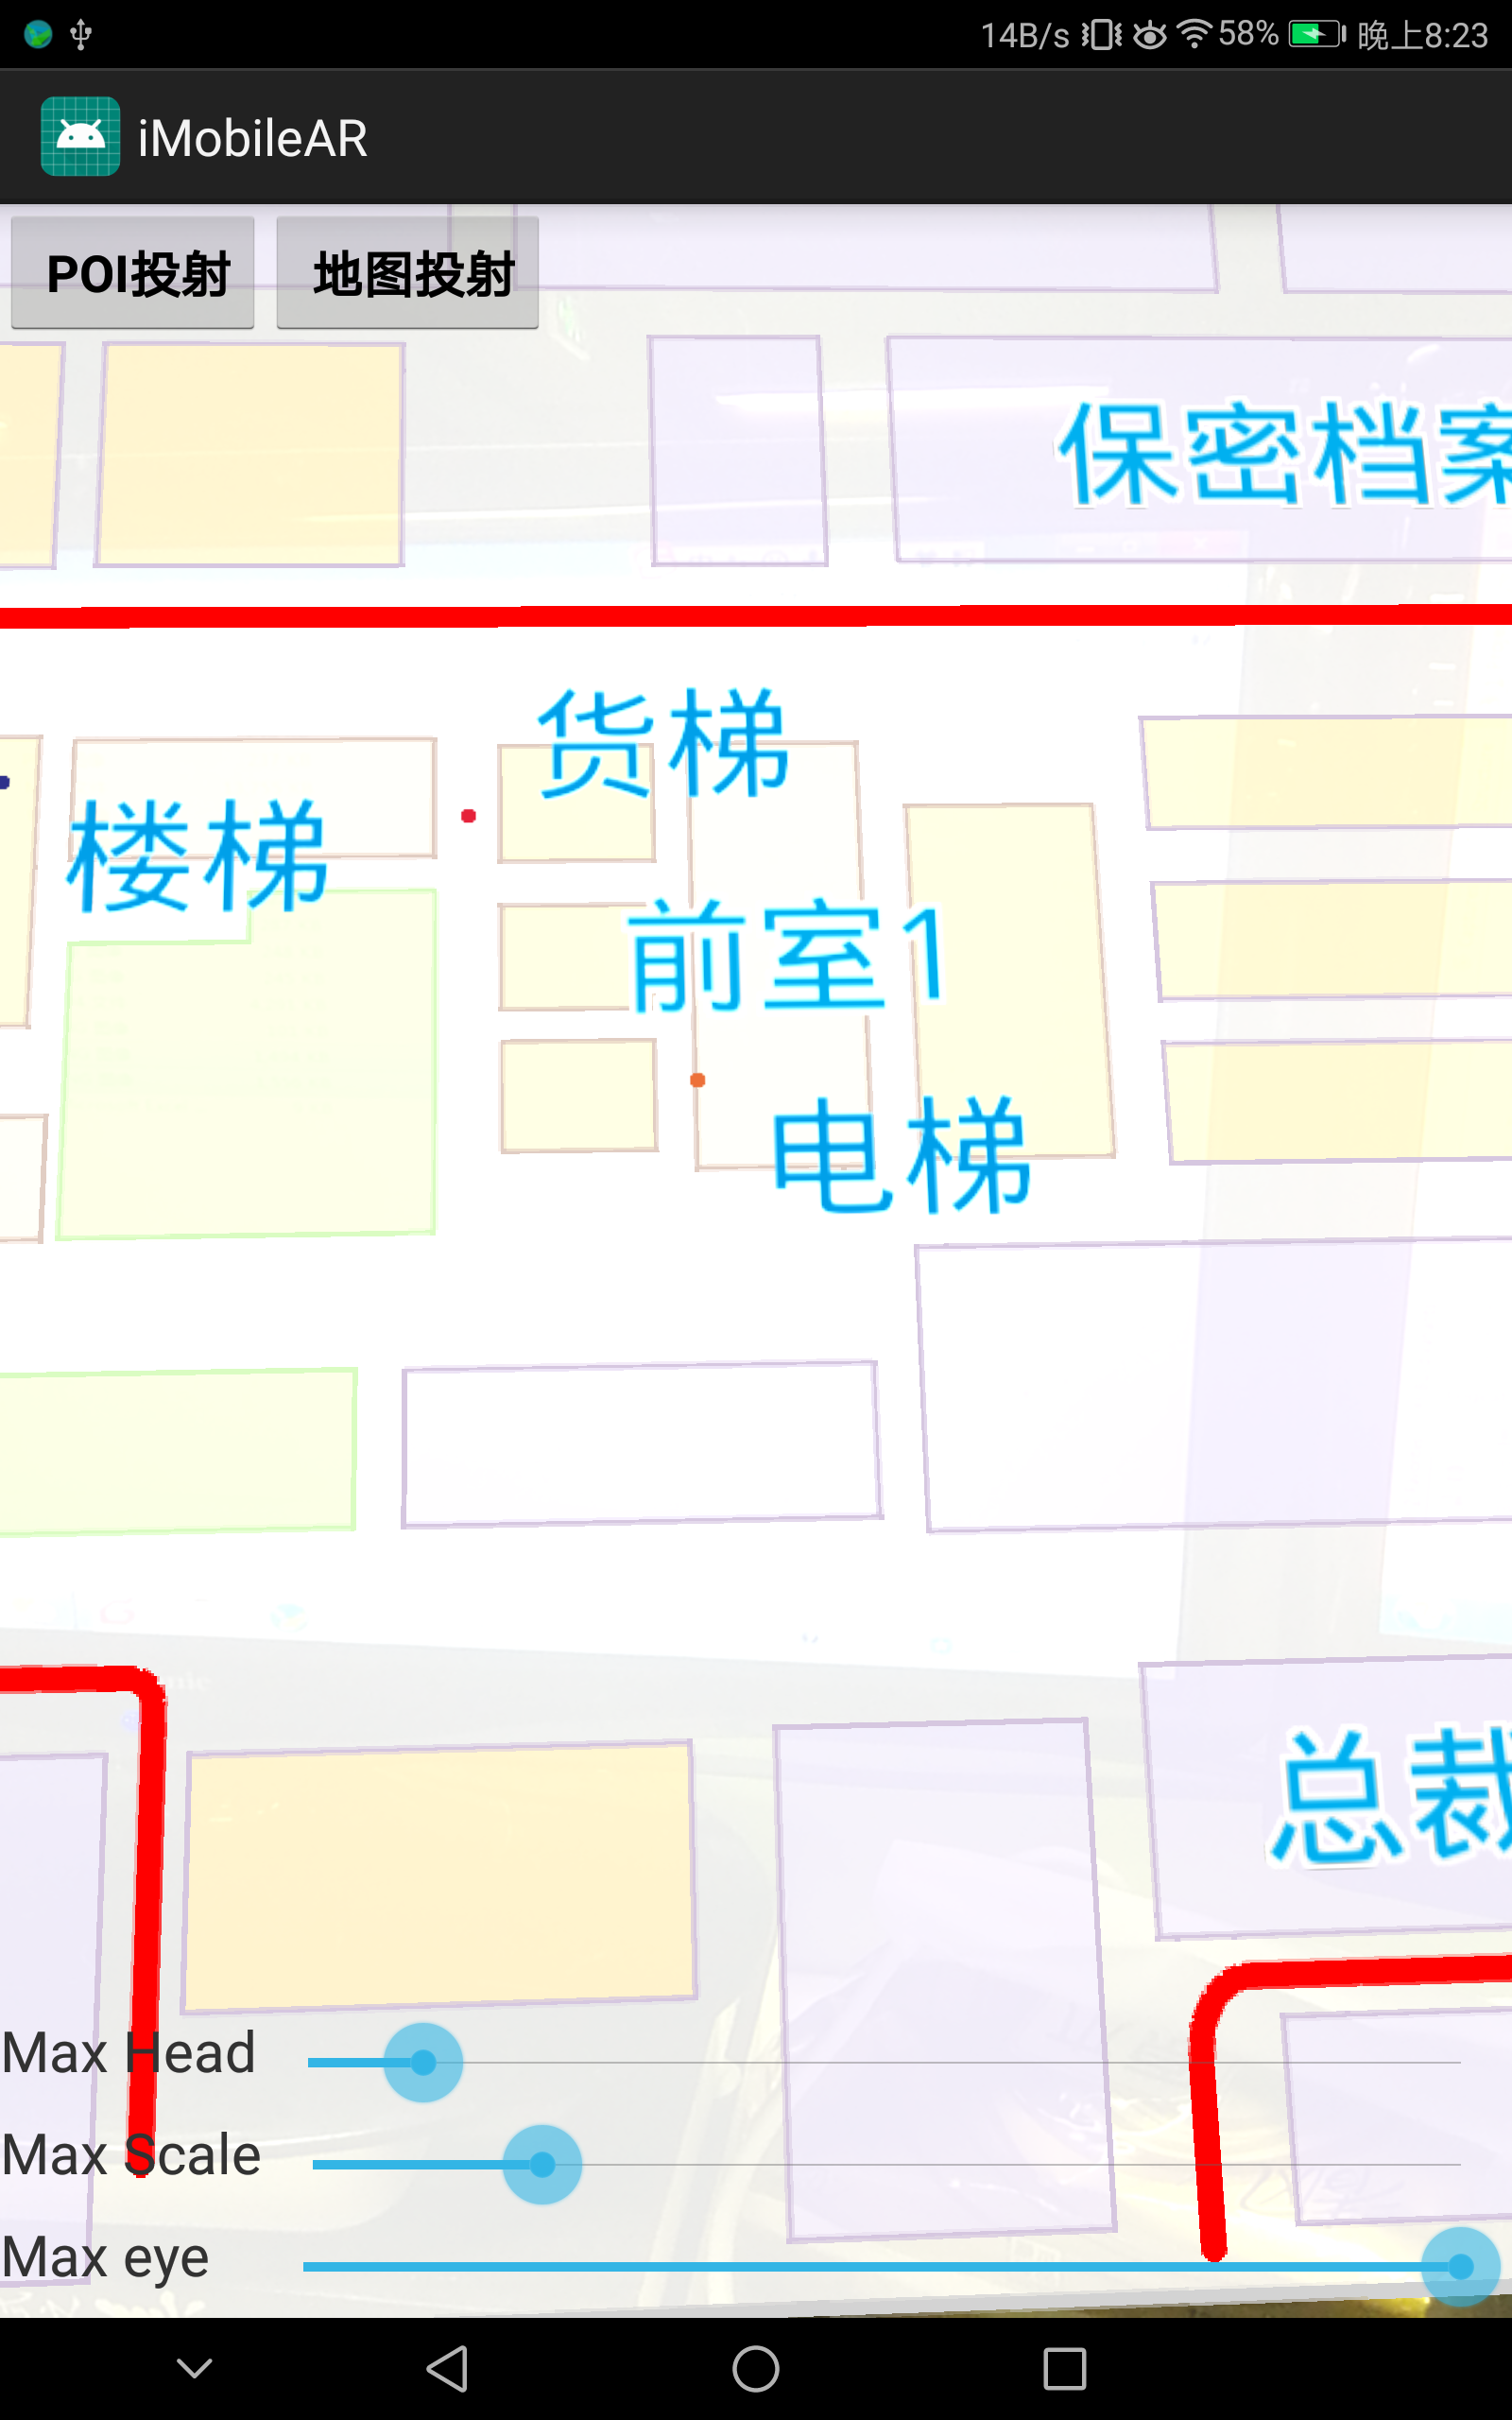 14B/s 58% 晚上8:23
iMobileAR
POI投射 地图投射
保密档案
货梯
楼梯
前室1
电梯
总裁
Max Head
Max Scale
Max eye